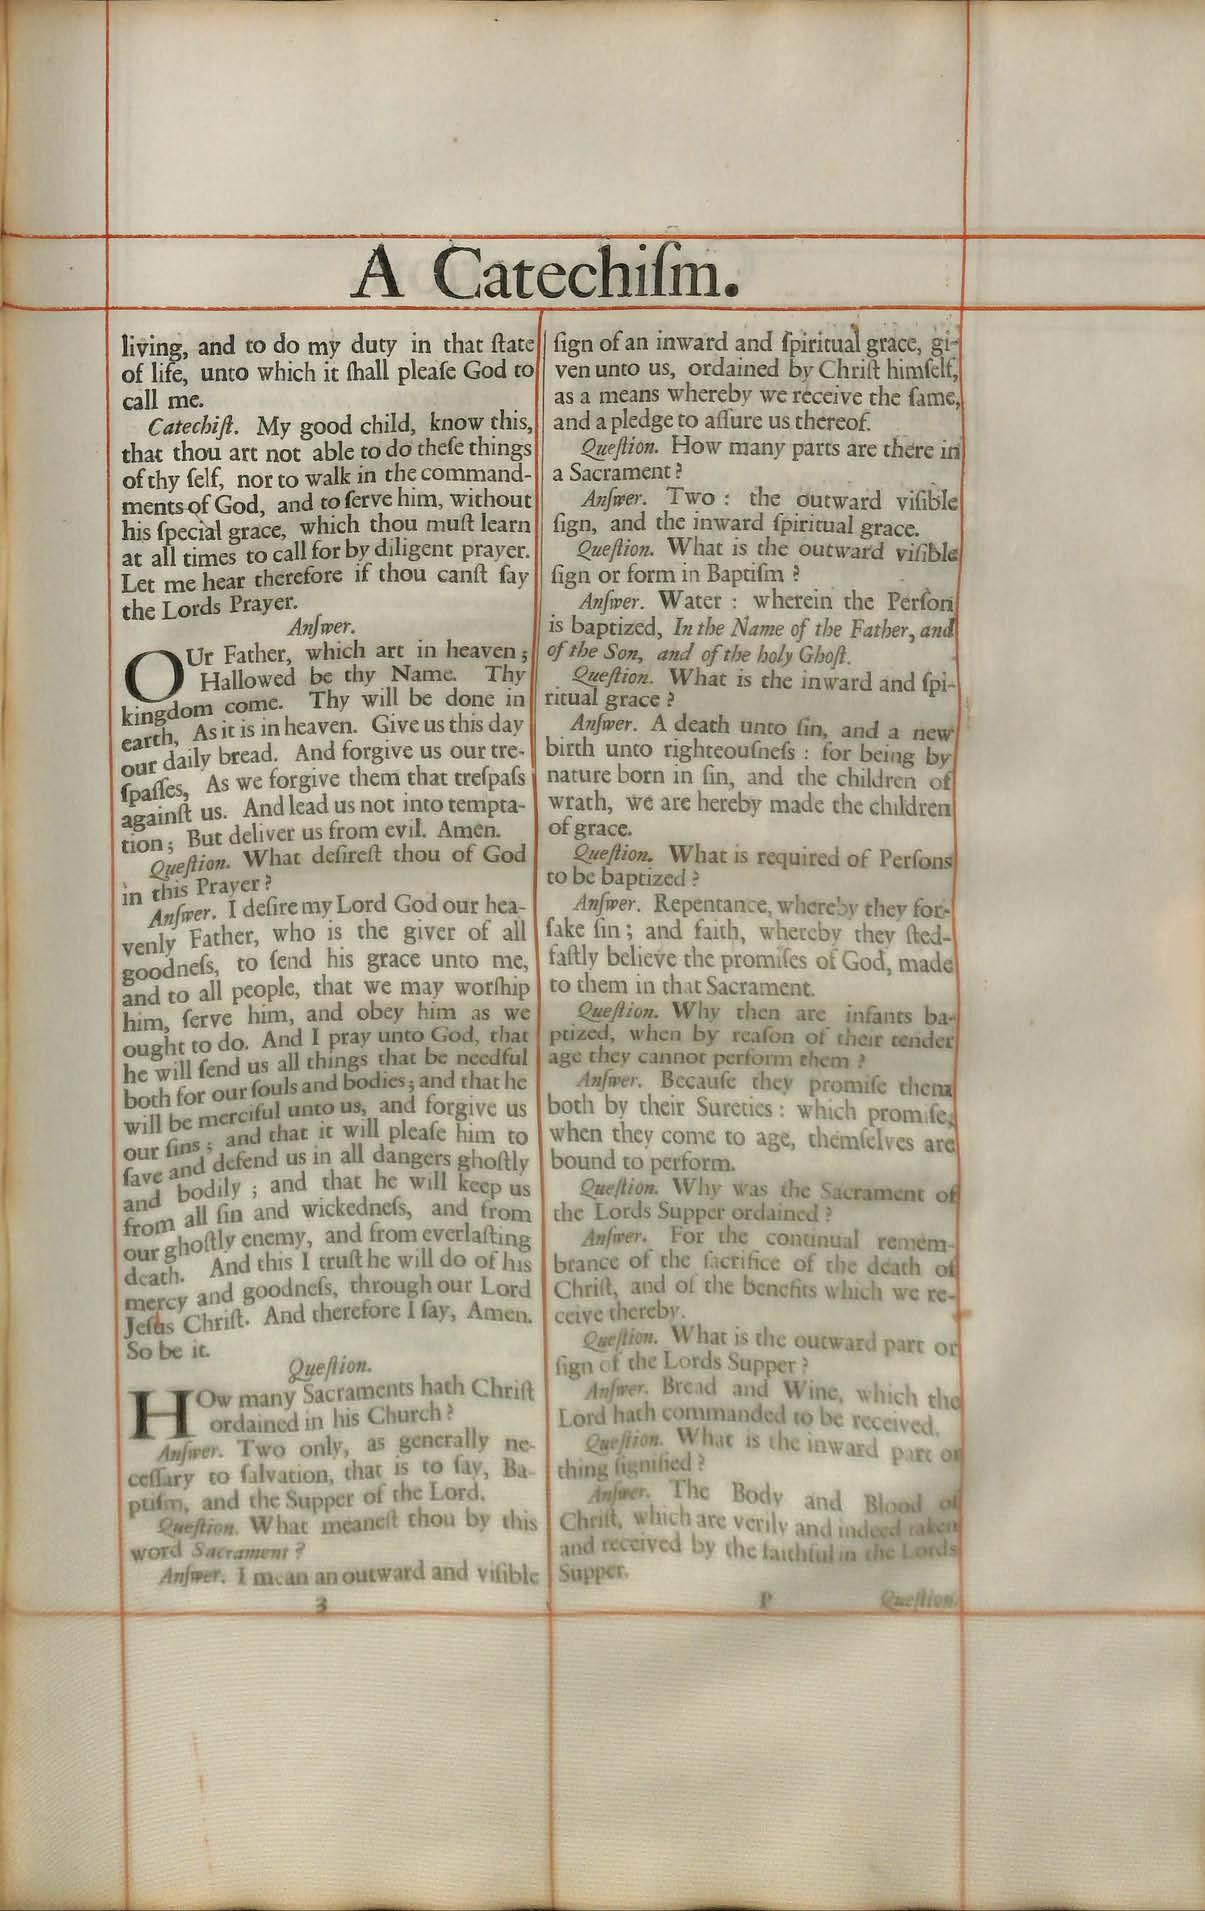 A Catechiſm.
living, and to do my duty in that ſtate
of life, unto which it ſhall pleaſe God to
call me.
Catechiſt. My good child, know this,
that thou art not able to do theſe things
of thy ſelf, nor to walk in the command-
ments of God, and to ſerve him, without
his ſpecial grace, which thou muſt learn
at all times to call for by diligent prayer.
Let me hear therefore if thou canſt ſay
the Lords Prayer.
Anſwer.
OUr Father, which art in heaven;
Hallowed be thy Name. Thy
kingdom come. Thy will be done in
earth, As it is in heaven. Give us this day
our daily bread. And forgive us our tre-
ſpaſſes, As we forgive them that treſpaſs
againſt us. And lead us not into tempta-
tion; But deliver us from evil. Amen.
Queſtion. What deſireſt thou of God
in this Prayer?
Anſwer. I deſire my Lord God our hea-
venly Father, who is the giver of all
goodneſs, to ſend his grace unto me,
and to all people, that we may worſhip
him, ſerve him, and obey him as we
ought to do. And I pray unto God, that
he will ſend us all things that be needful
both for our ſouls and bodies; and that he
will be merciful unto us, and forgive us
our ſins; and that it will pleaſe him to
ſave and defend us in all dangers ghoſtly
and bodily; and that he will keep us
from all ſin and wickedneſs, and from
our ghoſtly enemy, and from everlaſting
death. And this I truſt he will do of his
mercy and goodneſs, through our Lord
Jeſus Chriſt. And therefore I ſay, Amen.
So be it.
Queſtion.
HOw many Sacraments hath Chriſt
ordained in his Church?
Anſwer. Two only, as generally ne-
ceſſary to ſalvation, that is to ſay, Ba-
ptiſm, and the Supper of the Lord.
Queſtion. What meaneſt thou by this
word Sacrament?
Anſwer. I mean an outward and viſible
3
ſign of an inward and ſpiritual grace, gi-
ven unto us, ordained by Chriſt himſelf,
as a means whereby we receive the ſame,
and a pledge to aſſure us thereof.
Queſtion. How many parts are there in
a Sacrament?
Anſwer. Two: the outward viſible
ſign, and the inward ſpiritual grace.
Queſtion. What is the outward viſible
ſign or form in Baptiſm?
Anſwer. Water: wherein the Perſon
is baptized, In the Name of the Father, and
of the Son, and of the holy Ghoſt.
Queſtion. What is the inward and ſpi-
ritual grace?
Anſwer. A death unto ſin, and a new
birth unto righteouſneſs: for being by
nature born in ſin, and the children of
wrath, we are hereby made the children
of grace.
Queſtion. What is required of Perſons
to be baptized?
Anſwer. Repentance, whereby they for-
ſake ſin; and faith, whereby they ſted-
faſtly believe the promiſes of God, made
to them in that Sacrament.
Queſtion. Why then are infants ba-
ptized, when by reaſon of their tender
age they cannot perform them?
Anſwer. Becauſe they promiſe them
both by their Sureties: which promiſe,
when they come to age, themſelves are
bound to perform.
Queſtion. Why was the Sacrament of
the Lords Supper ordained?
Anſwer. For the continual remem-
brance of the ſacrifice of the death of
Chriſt, and of the benefits which we re-
ceive thereby.
Queſtion. What is the outward part or
ſign of the Lords Supper?
Anſwer. Bread and Wine, which the
Lord hath commanded to be received.
Queſtion. What is the inward part or
thing ſignified?
Anſwer. The Body and Blood of
Chriſt, which are verily and indeed taken
and received by the faithful in the Lords
Supper.
P Queſtion.